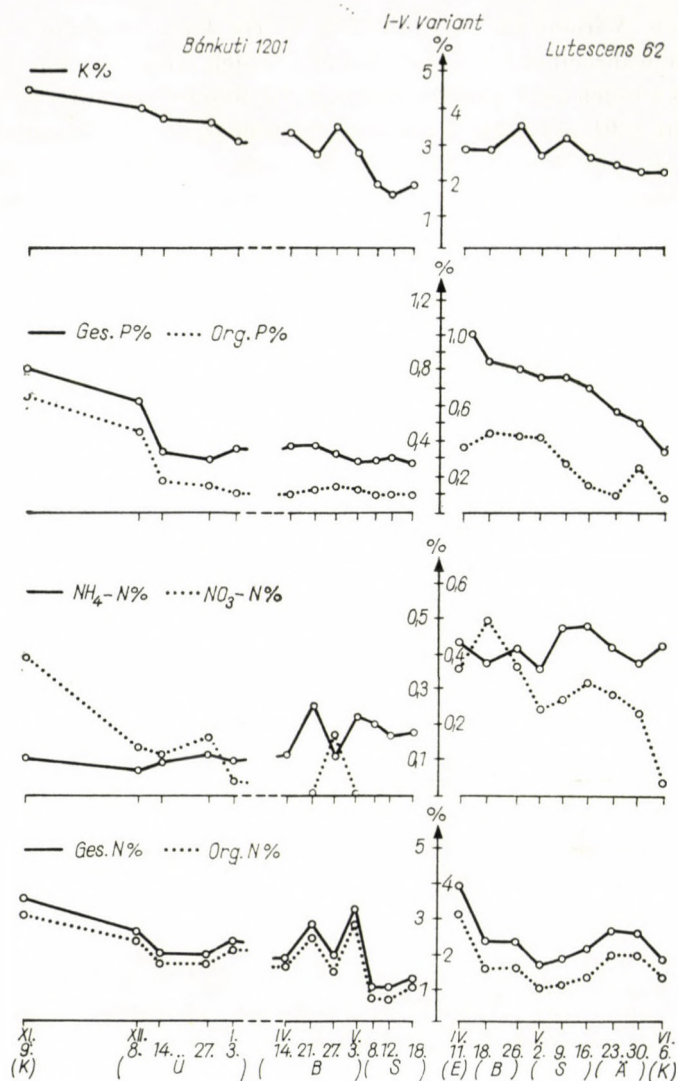 I-V. Variant
Bánkuti 1201 % Lutescens 62
K%
5
4
3
2
1
%
Ges. P% Org. P%
1,2
1,0
0,8
0,6
0,4
0,2
%
NH₄-N% NO₃-N%
0,6
0,5
0,4
0,3
0,2
0,1
%
Ges. N% Org. N%
5
4
3
2
1
XI. XII. I. IV. V. IV. V. VI.
9. 8. 14. 27. 3. 14. 21. 27. 3. 8. 12. 18. 11. 18. 26. 2. 9. 16. 23. 30. 6.
(K) ( Ü ) ( B ) ( S ) (E) ( B ) ( S ) ( Ä ) (K)